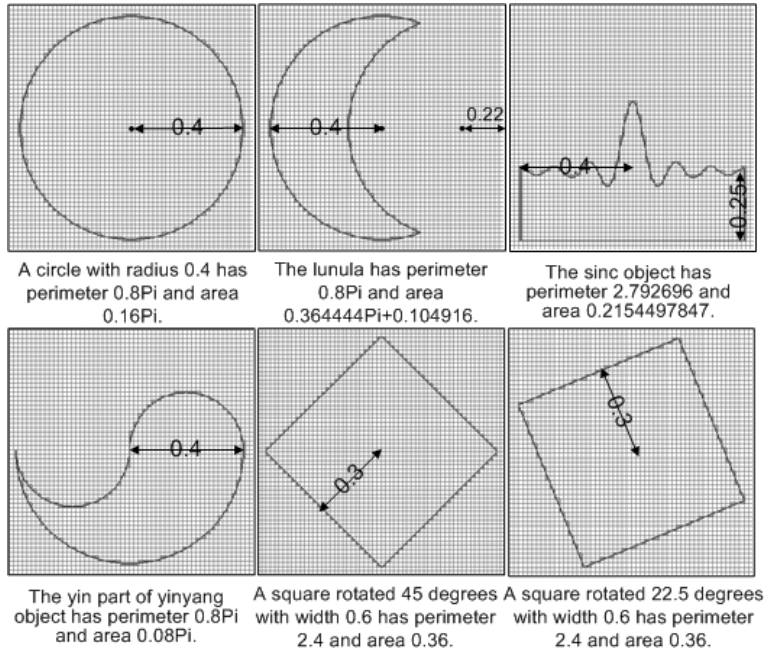 0.4
0.4
0.22
0.4
0.25
A circle with radius 0.4 has
perimeter 0.8Pi and area
0.16Pi.
The lunula has perimeter
0.8Pi and area
0.364444Pi+0.104916.
The sinc object has
perimeter 2.792696 and
area 0.2154497847.
0.4
0.3
0.3
The yin part of yinyang
object has perimeter 0.8Pi
and area 0.08Pi.
A square rotated 45 degrees
with width 0.6 has perimeter
2.4 and area 0.36.
A square rotated 22.5 degrees
with width 0.6 has perimeter
2.4 and area 0.36.